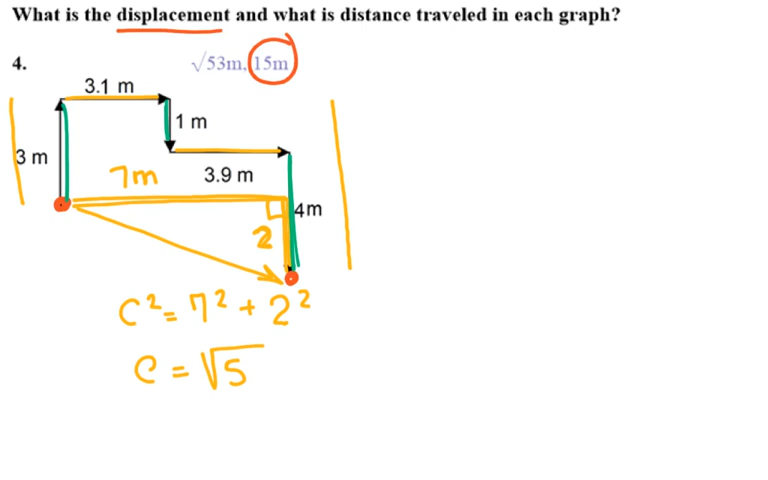 What is the displacement and what is distance traveled in each graph?
4.
√53m, 15m
3.1 m
1 m
3 m
7m
3.9 m
4m
2
C² = 7² + 2²
C = √5